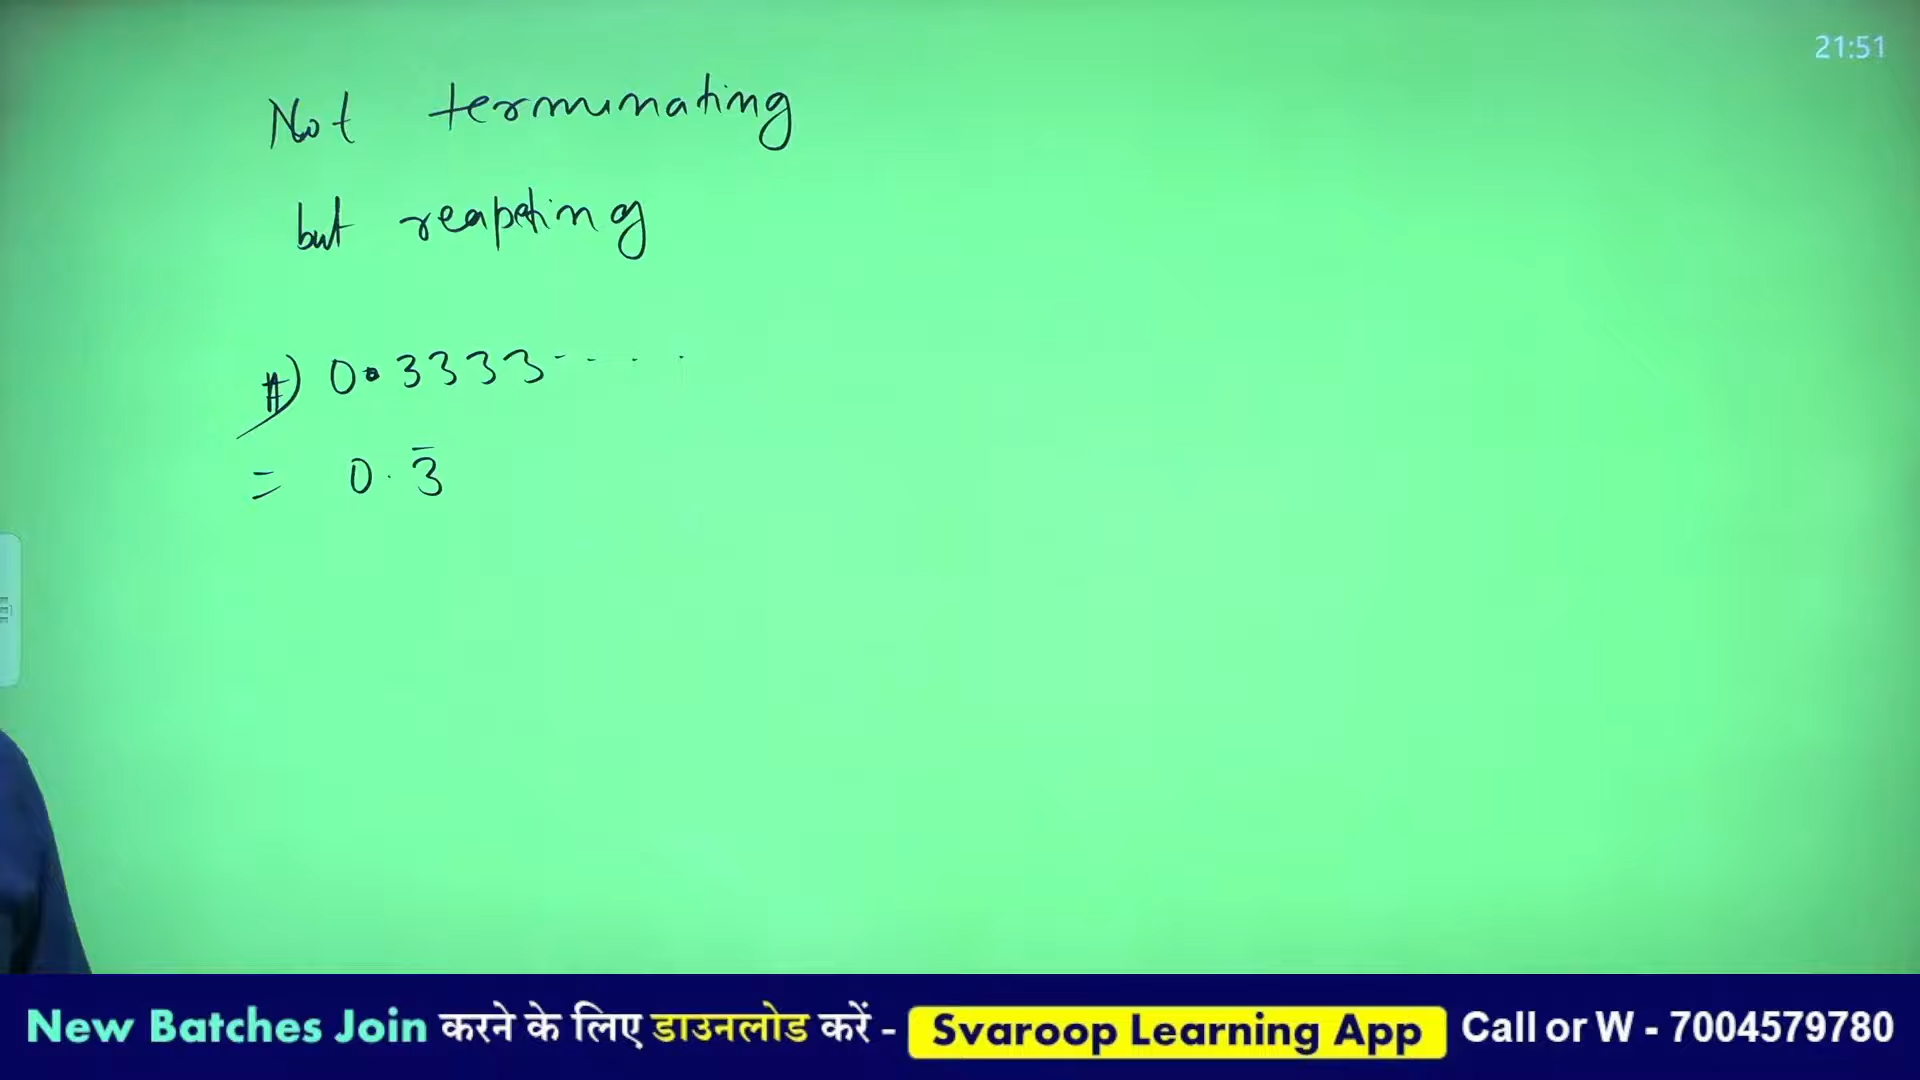 21:51
Not terminating
but reapeting
#) 0.3333- - - -
= 0.3̅
New Batches Join करने के लिए डाउनलोड करें - Svaroop Learning App Call or W - 7004579780